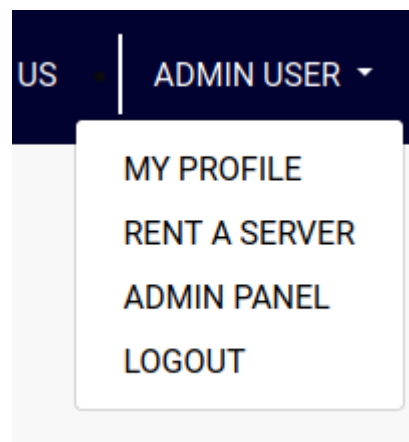 US
ADMIN USER
MY PROFILE
RENT A SERVER
ADMIN PANEL
LOGOUT